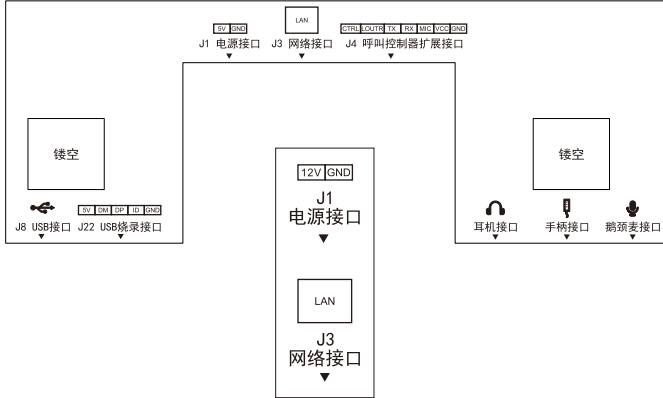 5V GND
LAN
CTRL LOUTR TX RX MIC VCC GND
J1 电源接口
J3 网络接口
J4 呼叫控制器扩展接口
镂空
镂空
5V DM DP ID GND
J8 USB接口
J22 USB烧录接口
耳机接口
手柄接口
鹅颈麦接口
12V GND
J1
电源接口
LAN
J3
网络接口